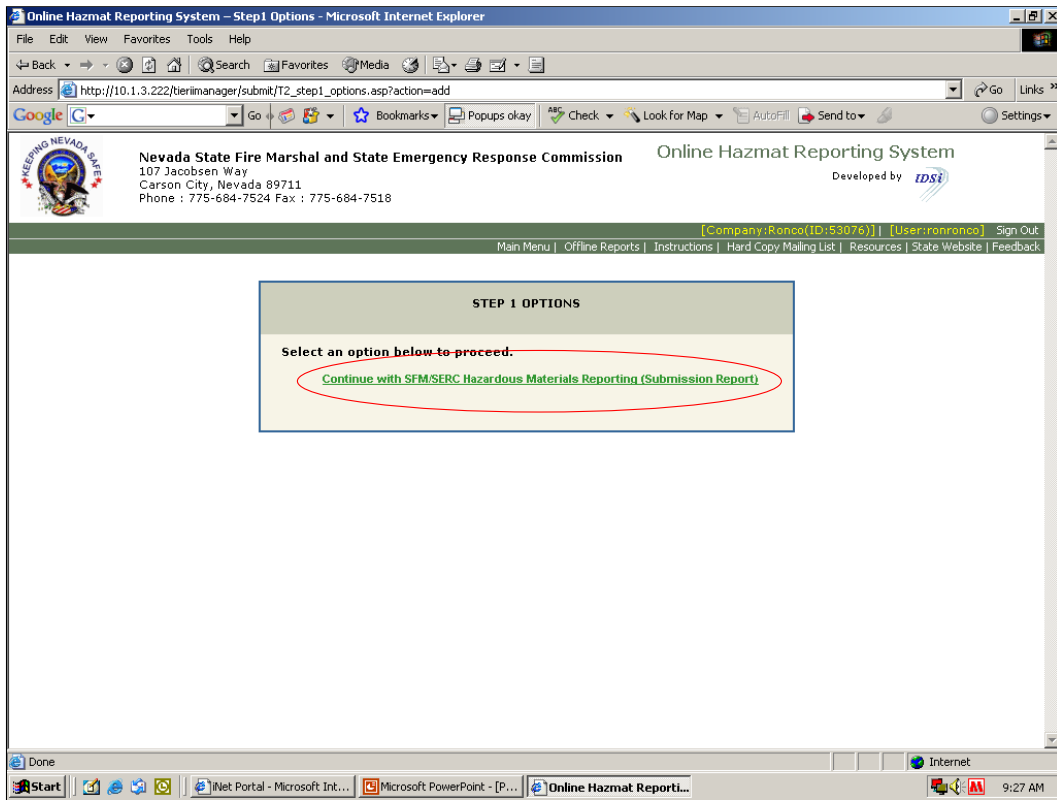 Online Hazmat Reporting System – Step1 Options - Microsoft Internet Explorer
File Edit View Favorites Tools Help
Back Search Favorites Media
Address http://10.1.3.222/tieriimanager/submit/T2_step1_options.asp?action=add Go Links »
Google G Go Bookmarks Popups okay ABC Check Look for Map AutoFill Send to Settings
KEEPING NEVADA SAFE
Nevada State Fire Marshal and State Emergency Response Commission
107 Jacobsen Way
Carson City, Nevada 89711
Phone : 775-684-7524 Fax : 775-684-7518
Online Hazmat Reporting System
Developed by IDSi
[Company:Ronco(ID:53076)] | [User:ronronco] Sign Out
Main Menu | Offline Reports | Instructions | Hard Copy Mailing List | Resources | State Website | Feedback
STEP 1 OPTIONS
Select an option below to proceed.
Continue with SFM/SERC Hazardous Materials Reporting (Submission Report)
Done Internet
Start iNet Portal - Microsoft Int... Microsoft PowerPoint - [P... Online Hazmat Reporti... 9:27 AM